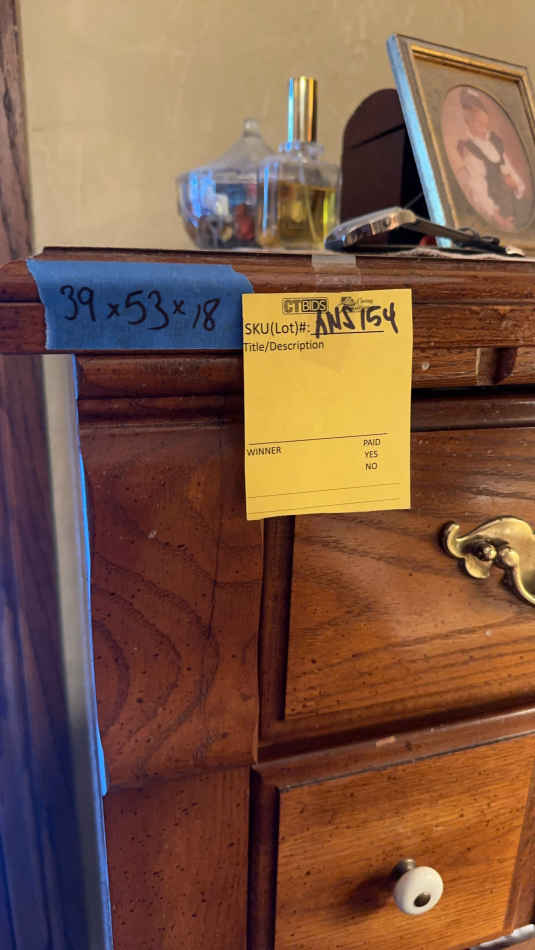 39 x 53 x 18
CTBIDS
SKU(Lot)#: ANS154
Title/Description
WINNER
PAID
YES
NO